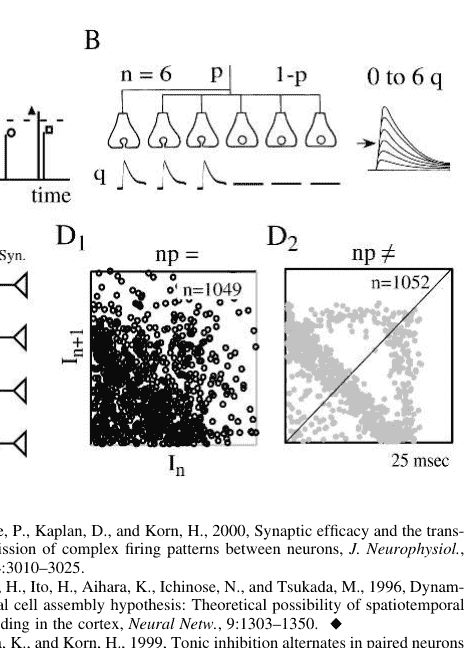 B
n = 6 p 1-p 0 to 6 q
time
q
Syn.
D1 D2
np = np ≠
n=1049 n=1052
In+1
In
25 msec
e, P., Kaplan, D., and Korn, H., 2000, Synaptic efficacy and the trans-
ission of complex firing patterns between neurons, J. Neurophysiol.,
:3010–3025.
, H., Ito, H., Aihara, K., Ichinose, N., and Tsukada, M., 1996, Dynam-
al cell assembly hypothesis: Theoretical possibility of spatiotemporal
ding in the cortex, Neural Netw., 9:1303–1350. ◆
K., and Korn, H., 1999, Tonic inhibition alternates in paired neurons